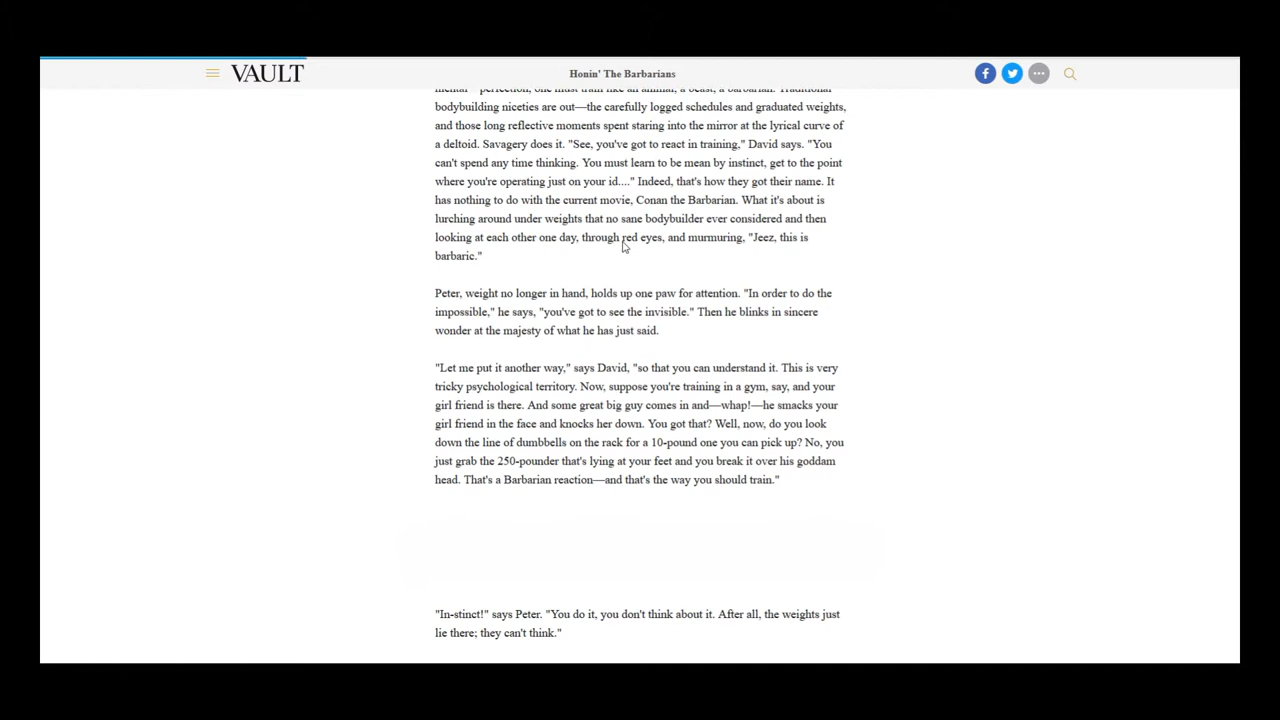 VAULT
Honin' The Barbarians
mental—perfection, one must train like an animal, a beast, a barbarian. Traditional
bodybuilding niceties are out—the carefully logged schedules and graduated weights,
and those long reflective moments spent staring into the mirror at the lyrical curve of
a deltoid. Savagery does it. "See, you've got to react in training," David says. "You
can't spend any time thinking. You must learn to be mean by instinct, get to the point
where you're operating just on your id...." Indeed, that's how they got their name. It
has nothing to do with the current movie, Conan the Barbarian. What it's about is
lurching around under weights that no sane bodybuilder ever considered and then
looking at each other one day, through red eyes, and murmuring, "Jeez, this is
barbaric."
Peter, weight no longer in hand, holds up one paw for attention. "In order to do the
impossible," he says, "you've got to see the invisible." Then he blinks in sincere
wonder at the majesty of what he has just said.
"Let me put it another way," says David, "so that you can understand it. This is very
tricky psychological territory. Now, suppose you're training in a gym, say, and your
girl friend is there. And some great big guy comes in and—whap!—he smacks your
girl friend in the face and knocks her down. You got that? Well, now, do you look
down the line of dumbbells on the rack for a 10-pound one you can pick up? No, you
just grab the 250-pounder that's lying at your feet and you break it over his goddam
head. That's a Barbarian reaction—and that's the way you should train."
"In-stinct!" says Peter. "You do it, you don't think about it. After all, the weights just
lie there; they can't think."